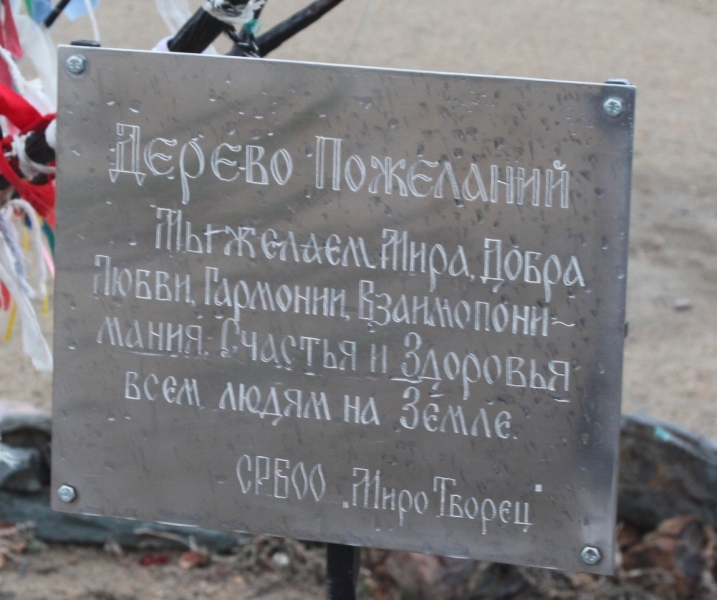 Дерево Пожеланий
Мы желаем Мира, Добра
Любви, Гармонии, Взаимопони~
мания, Счастья и Здоровья
всем людям на Земле.
СРБОО „Миро Творец"